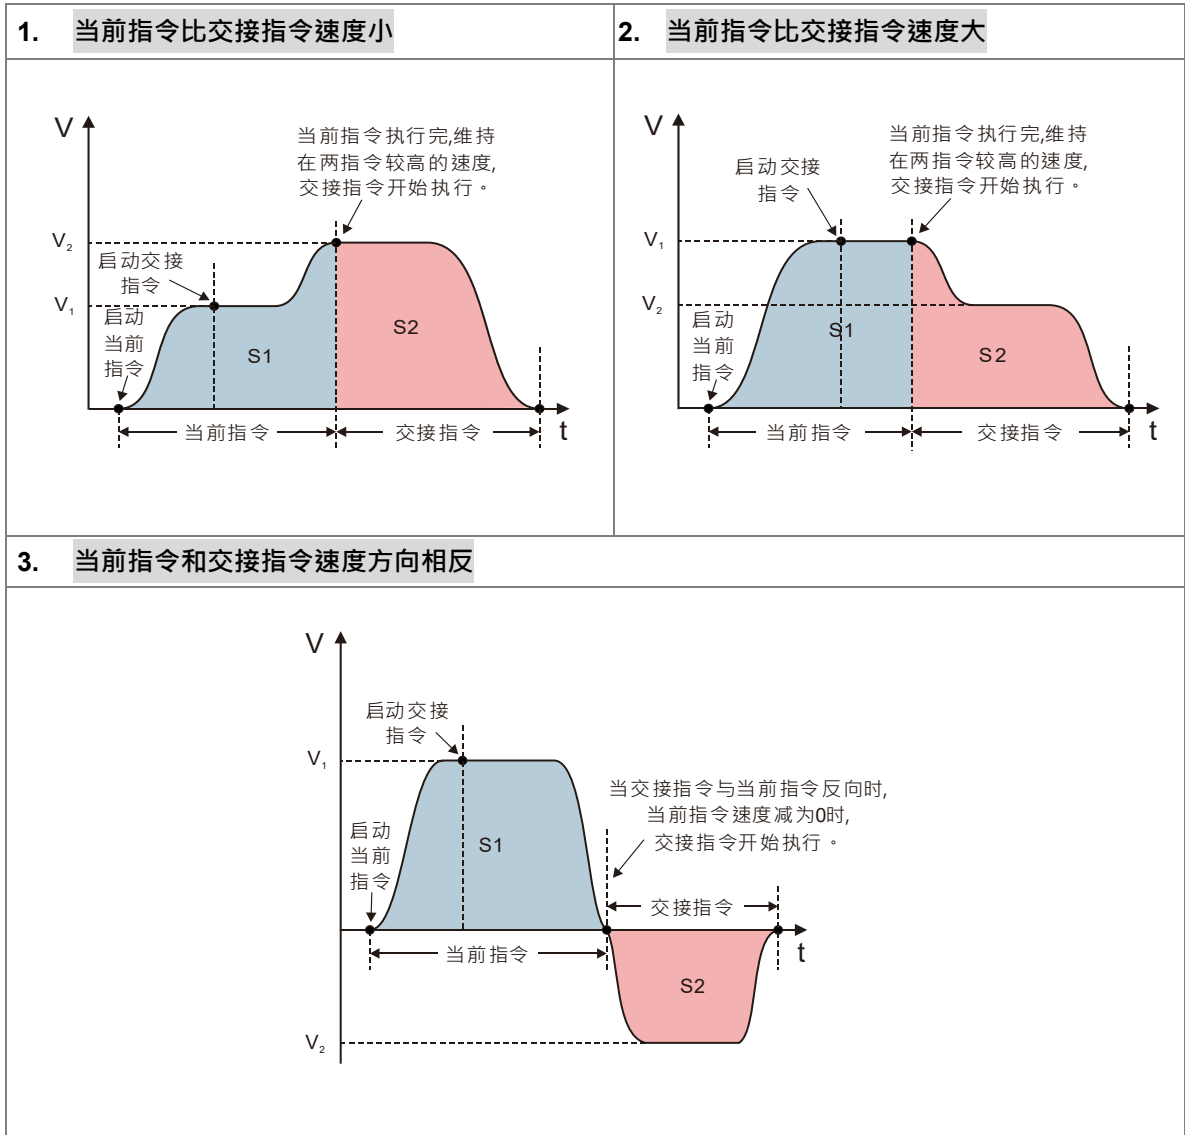 1. 当前指令比交接指令速度小
2. 当前指令比交接指令速度大
V
当前指令执行完,维持
在两指令较高的速度,
交接指令开始执行。
V₂
启动交接
指令
V₁
启动
当前
指令
S1
S2
当前指令
交接指令
t
V
启动交接
指令
当前指令执行完,维持
在两指令较高的速度,
交接指令开始执行。
V₁
V₂
启动
当前
指令
S1
S2
当前指令
交接指令
t
3. 当前指令和交接指令速度方向相反
V
启动交接
指令
V₁
当交接指令与当前指令反向时,
当前指令速度减为0时,
交接指令开始执行。
启动
当前
指令
S1
交接指令
当前指令
t
S2
V₂